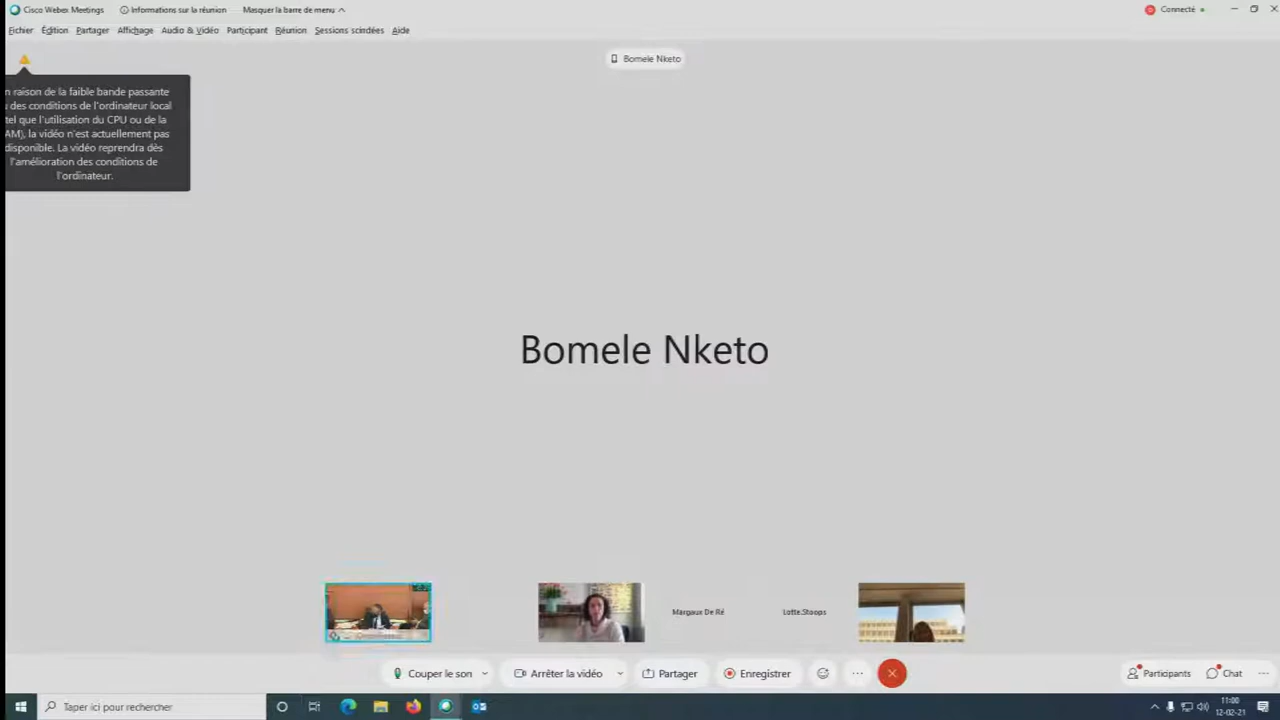 Cisco Webex Meetings
Informations sur la réunion
Masquer la barre de menu
Connecté
Fichier Édition Partager Affichage Audio & Vidéo Participant Réunion Sessions scindées Aide
Bomele Nketo
n raison de la faible bande passante
u des conditions de l'ordinateur local
tel que l'utilisation du CPU ou de la
AM), la vidéo n'est actuellement pas
disponible. La vidéo reprendra dès
l'amélioration des conditions de
l'ordinateur.
Bomele Nketo
Margaux De Ré
Lotte.Stoops
Couper le son
Arrêter la vidéo
Partager
Enregistrer
Participants
Chat
Taper ici pour rechercher
11:00
12-02-21